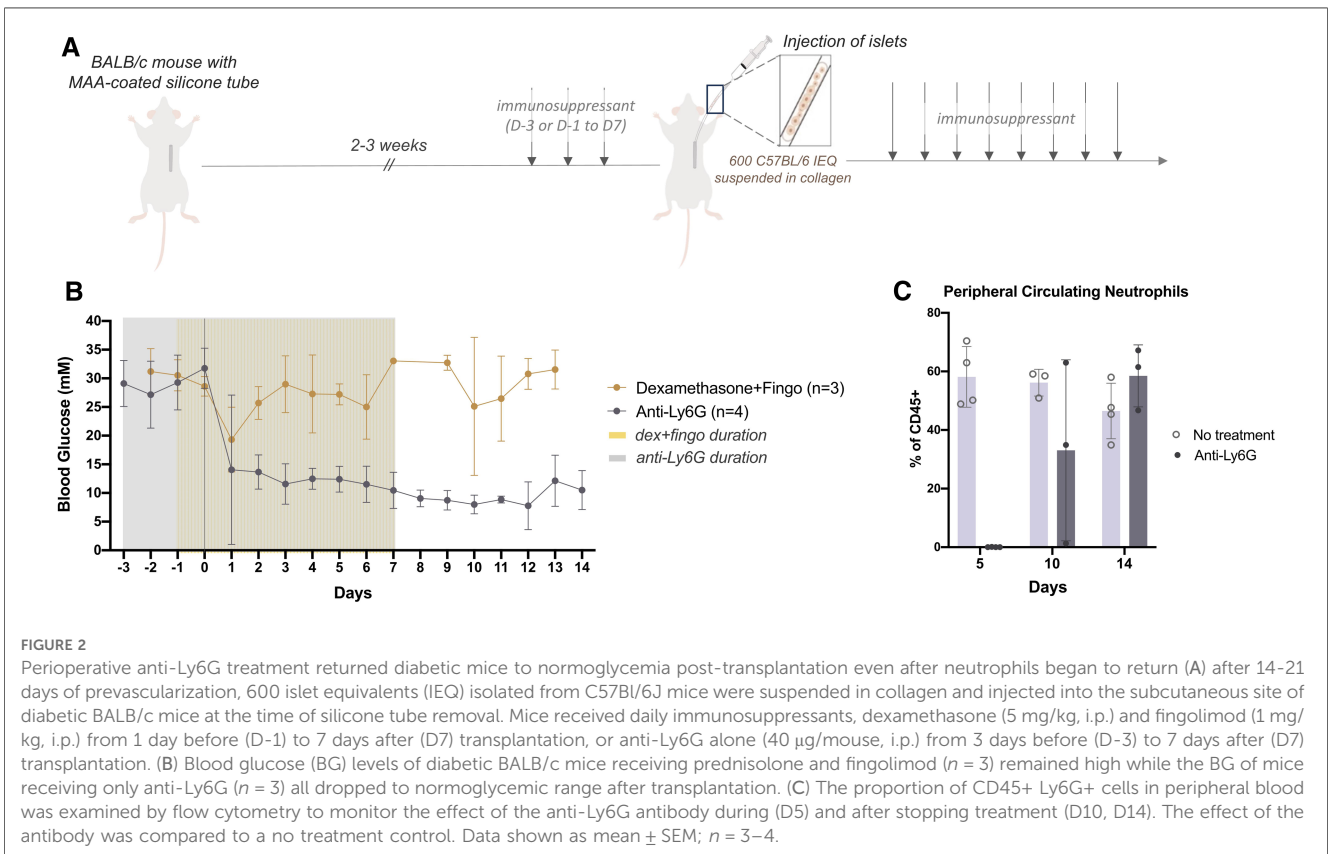 A
BALB/c mouse with
MAA-coated silicone tube
2-3 weeks
immunosuppressant
(D-3 or D-1 to D7)
Injection of islets
600 C57BL/6 IEQ
suspended in collagen
immunosuppressant
B
Blood Glucose (mM)
40
35
30
25
20
15
10
5
0
-3 -2 -1 0 1 2 3 4 5 6 7 8 9 10 11 12 13 14
Days
Dexamethasone+Fingo (n=3)
Anti-Ly6G (n=4)
dex+fingo duration
anti-Ly6G duration
C
Peripheral Circulating Neutrophils
% of CD45+
80
60
40
20
0
5 10 14
Days
No treatment
Anti-Ly6G
FIGURE 2
Perioperative anti-Ly6G treatment returned diabetic mice to normoglycemia post-transplantation even after neutrophils began to return (A) after 14-21
days of prevascularization, 600 islet equivalents (IEQ) isolated from C57Bl/6J mice were suspended in collagen and injected into the subcutaneous site of
diabetic BALB/c mice at the time of silicone tube removal. Mice received daily immunosuppressants, dexamethasone (5 mg/kg, i.p.) and fingolimod (1 mg/
kg, i.p.) from 1 day before (D-1) to 7 days after (D7) transplantation, or anti-Ly6G alone (40 μg/mouse, i.p.) from 3 days before (D-3) to 7 days after (D7)
transplantation. (B) Blood glucose (BG) levels of diabetic BALB/c mice receiving prednisolone and fingolimod (n = 3) remained high while the BG of mice
receiving only anti-Ly6G (n = 3) all dropped to normoglycemic range after transplantation. (C) The proportion of CD45+ Ly6G+ cells in peripheral blood
was examined by flow cytometry to monitor the effect of the anti-Ly6G antibody during (D5) and after stopping treatment (D10, D14). The effect of the
antibody was compared to a no treatment control. Data shown as mean ± SEM; n = 3–4.